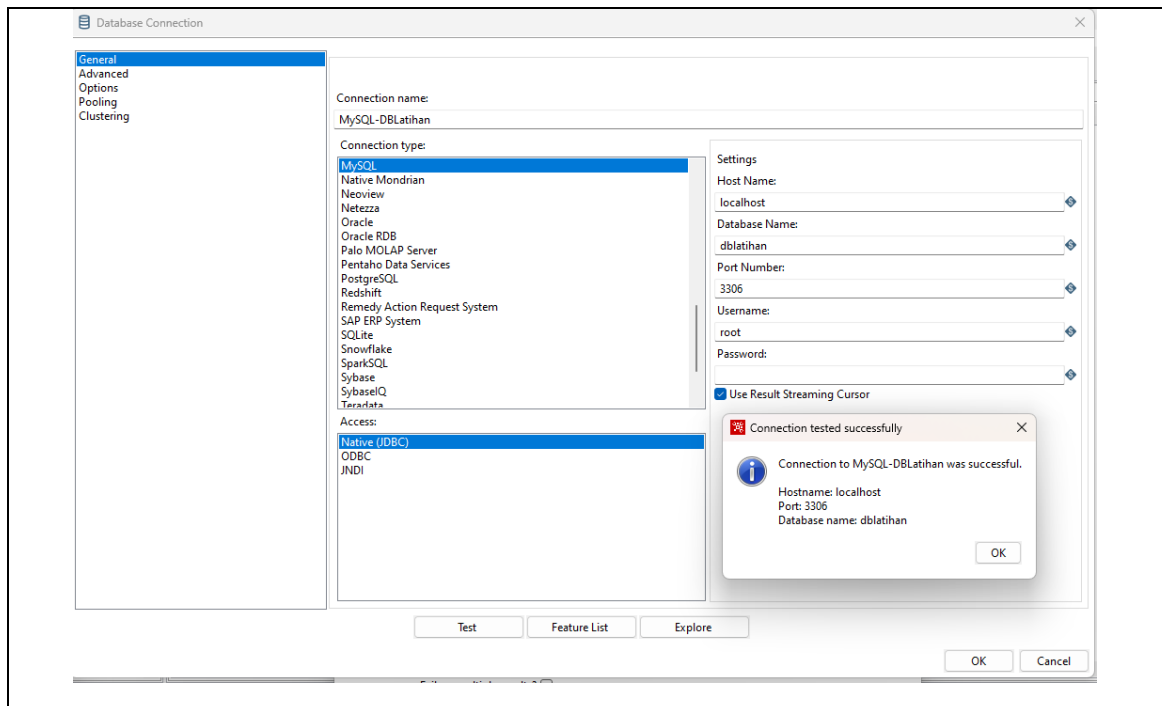 Database Connection
General
Advanced
Options
Pooling
Clustering
Connection name:
MySQL-DBLatihan
Connection type:
MySQL
Native Mondrian
Neoview
Netezza
Oracle
Oracle RDB
Palo MOLAP Server
Pentaho Data Services
PostgreSQL
Redshift
Remedy Action Request System
SAP ERP System
SQLite
Snowflake
SparkSQL
Sybase
SybaseIQ
Teradata
Access:
Native (JDBC)
ODBC
JNDI
Settings
Host Name:
localhost
Database Name:
dblatihan
Port Number:
3306
Username:
root
Password:
Use Result Streaming Cursor
Connection tested successfully
Connection to MySQL-DBLatihan was successful.
Hostname: localhost
Port: 3306
Database name: dblatihan
OK
Test
Feature List
Explore
OK
Cancel